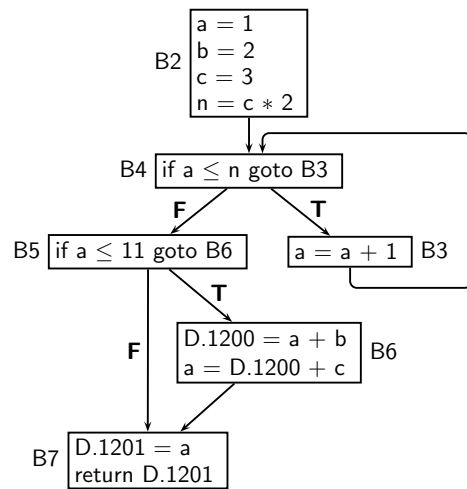 a = 1
B2 b = 2
c = 3
n = c ∗ 2
B4 if a ≤ n goto B3
F T
B5 if a ≤ 11 goto B6
a = a + 1 B3
T
F
D.1200 = a + b
a = D.1200 + c
B6
B7 D.1201 = a
return D.1201